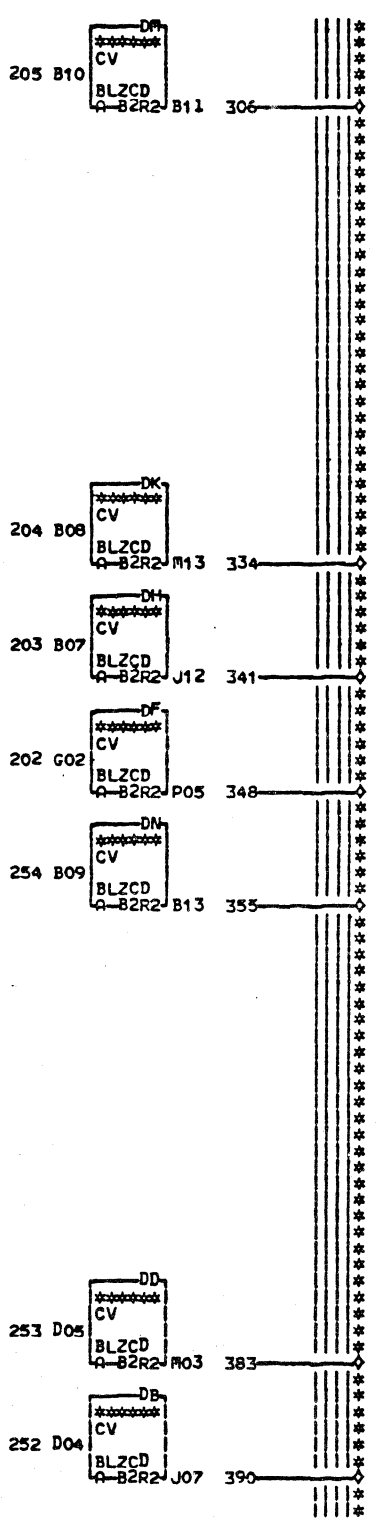 DM
******
CV
205 B10
BLZCD
A B2R2 B11 306
DK
******
CV
204 B08
BLZCD
A B2R2 M13 334
DH
******
CV
203 B07
BLZCD
A B2R2 J12 341
DF
******
CV
202 G02
BLZCD
A B2R2 P05 348
DN
******
CV
254 B09
BLZCD
A B2R2 B13 355
DD
******
CV
253 D05
BLZCD
A B2R2 M03 383
DB
******
CV
252 D04
BLZCD
A B2R2 J07 390